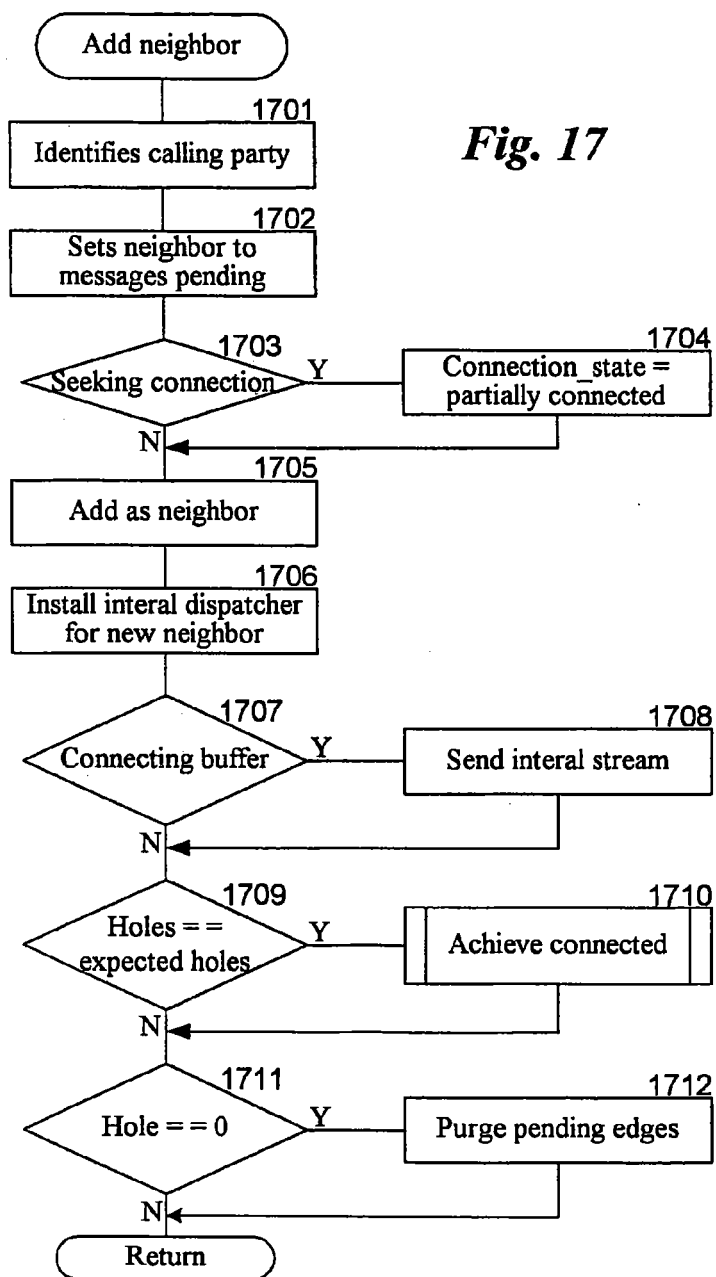 Add neighbor
Fig. 17
1701
Identifies calling party
1702
Sets neighbor to
messages pending
1703
Seeking connection
Y
1704
Connection_state =
partially connected
N
1705
Add as neighbor
1706
Install interal dispatcher
for new neighbor
1707
Connecting buffer
Y
1708
Send interal stream
N
1709
Holes = =
expected holes
Y
1710
Achieve connected
N
1711
Hole = = 0
Y
1712
Purge pending edges
N
Return